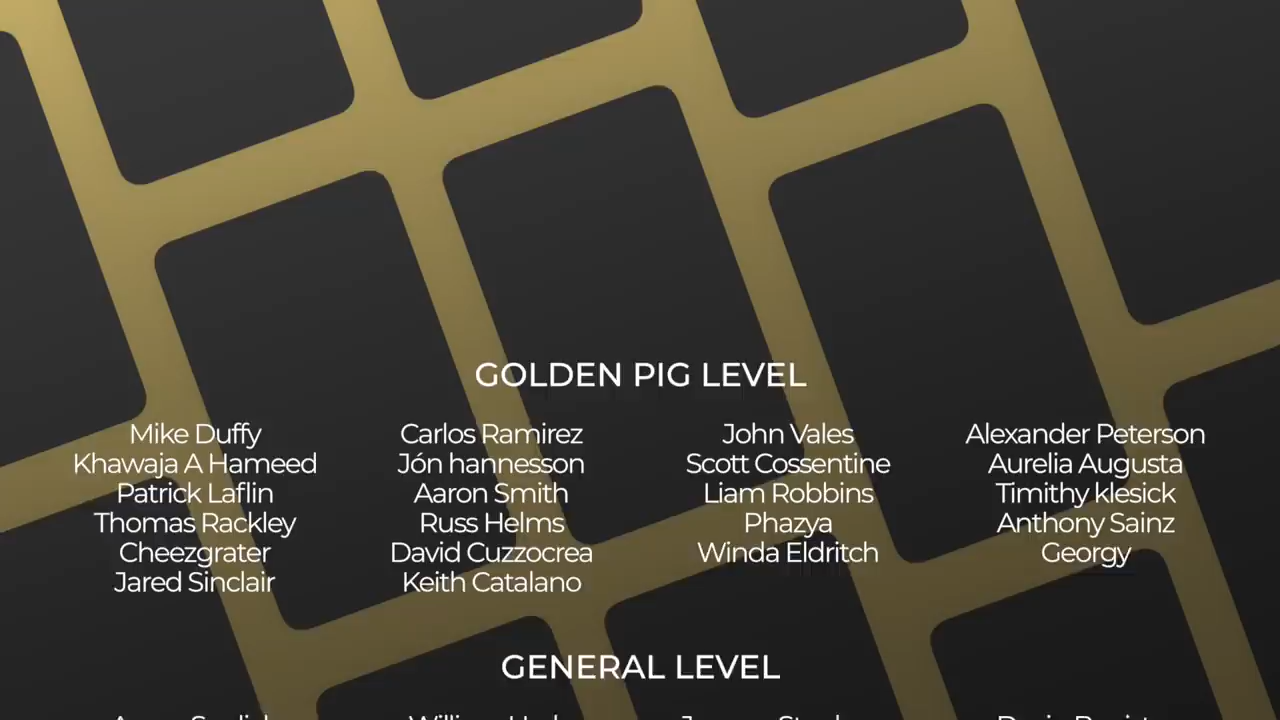 GOLDEN PIG LEVEL
Mike Duffy Carlos Ramirez John Vales Alexander Peterson
Khawaja A Hameed Jón hannesson Scott Cossentine Aurelia Augusta
Patrick Laflin Aaron Smith Liam Robbins Timithy klesick
Thomas Rackley Russ Helms Phazya Anthony Sainz
Cheezgrater David Cuzzocrea Winda Eldritch Georgy
Jared Sinclair Keith Catalano
GENERAL LEVEL